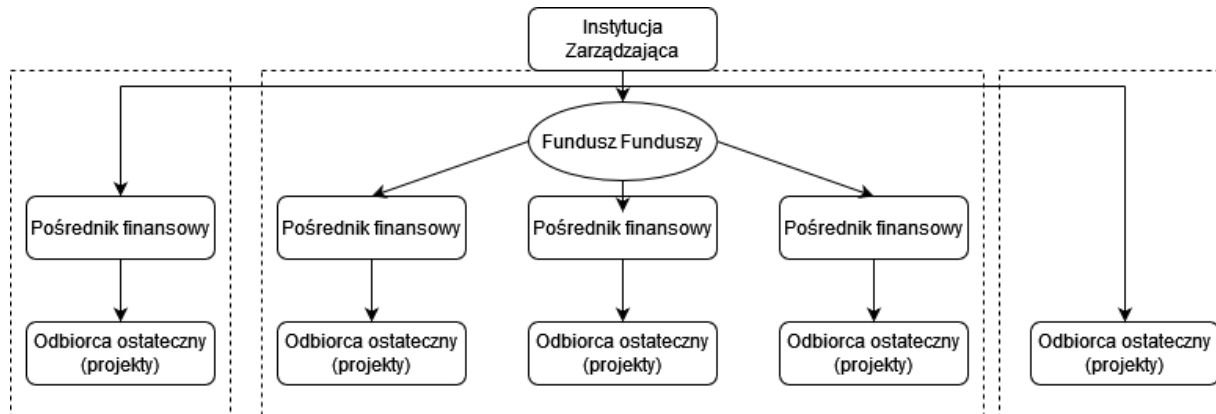 Instytucja
Zarządzająca
Fundusz Funduszy
Pośrednik finansowy
Pośrednik finansowy
Pośrednik finansowy
Pośrednik finansowy
Odbiorca ostateczny
(projekty)
Odbiorca ostateczny
(projekty)
Odbiorca ostateczny
(projekty)
Odbiorca ostateczny
(projekty)
Odbiorca ostateczny
(projekty)